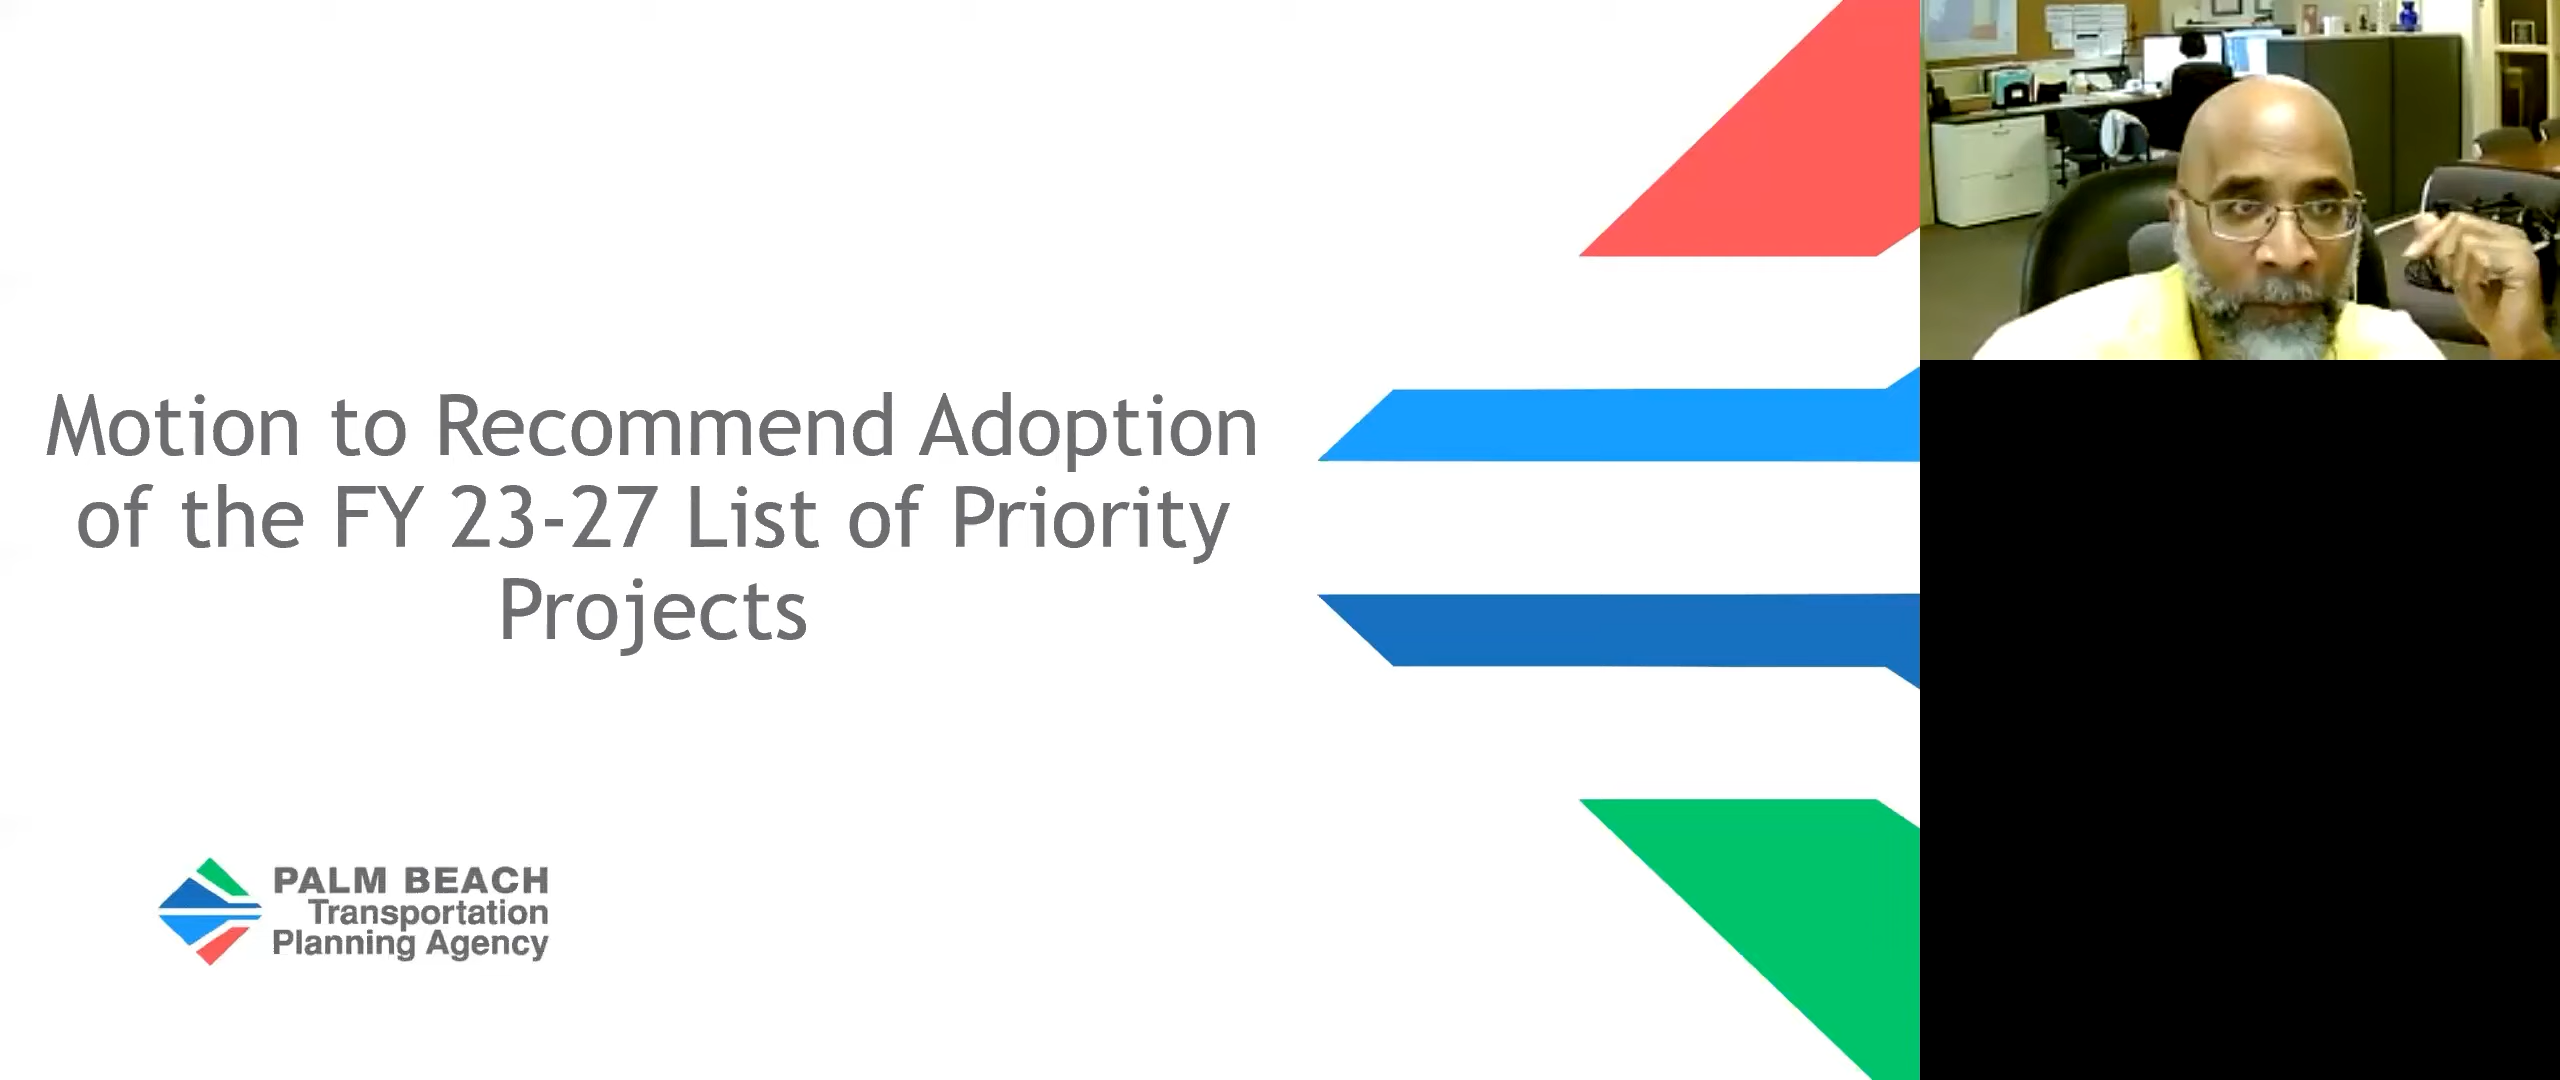 Motion to Recommend Adoption
of the FY 23-27 List of Priority
Projects
PALM BEACH
Transportation
Planning Agency